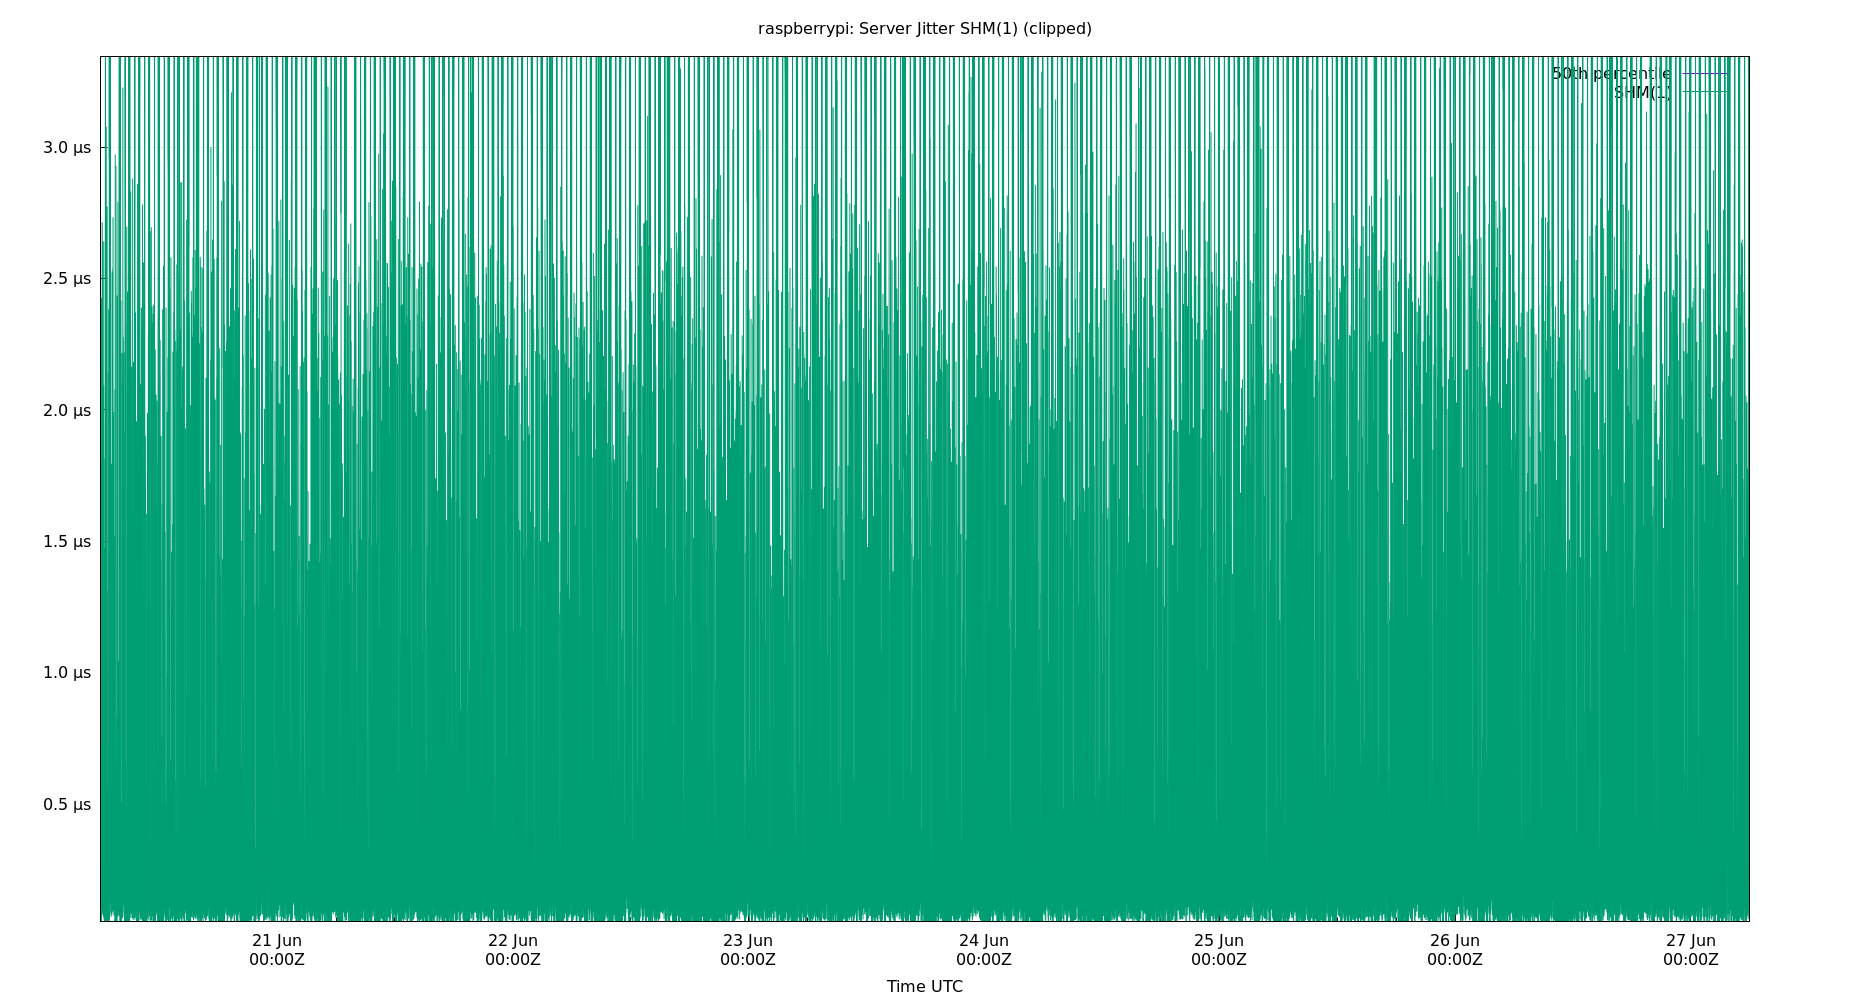 raspberrypi: Server Jitter SHM(1) (clipped)
50th percentile
SHM(1)
3.0 µs
2.5 µs
2.0 µs
1.5 µs
1.0 µs
0.5 µs
21 Jun 22 Jun 23 Jun 24 Jun 25 Jun 26 Jun 27 Jun
00:00Z 00:00Z 00:00Z 00:00Z 00:00Z 00:00Z 00:00Z
Time UTC